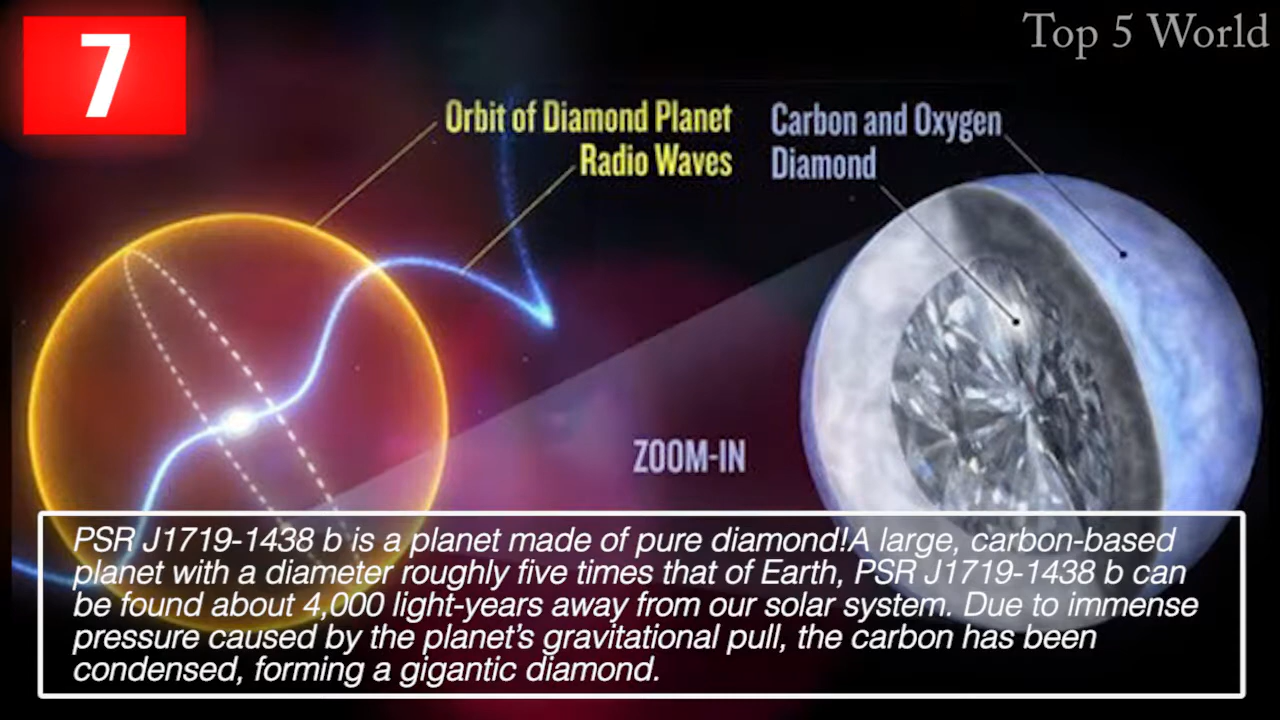 7
Top 5 World
Orbit of Diamond Planet
Radio Waves
Carbon and Oxygen
Diamond
ZOOM-IN
PSR J1719-1438 b is a planet made of pure diamond!A large, carbon-based
planet with a diameter roughly five times that of Earth, PSR J1719-1438 b can
be found about 4,000 light-years away from our solar system. Due to immense
pressure caused by the planet's gravitational pull, the carbon has been
condensed, forming a gigantic diamond.